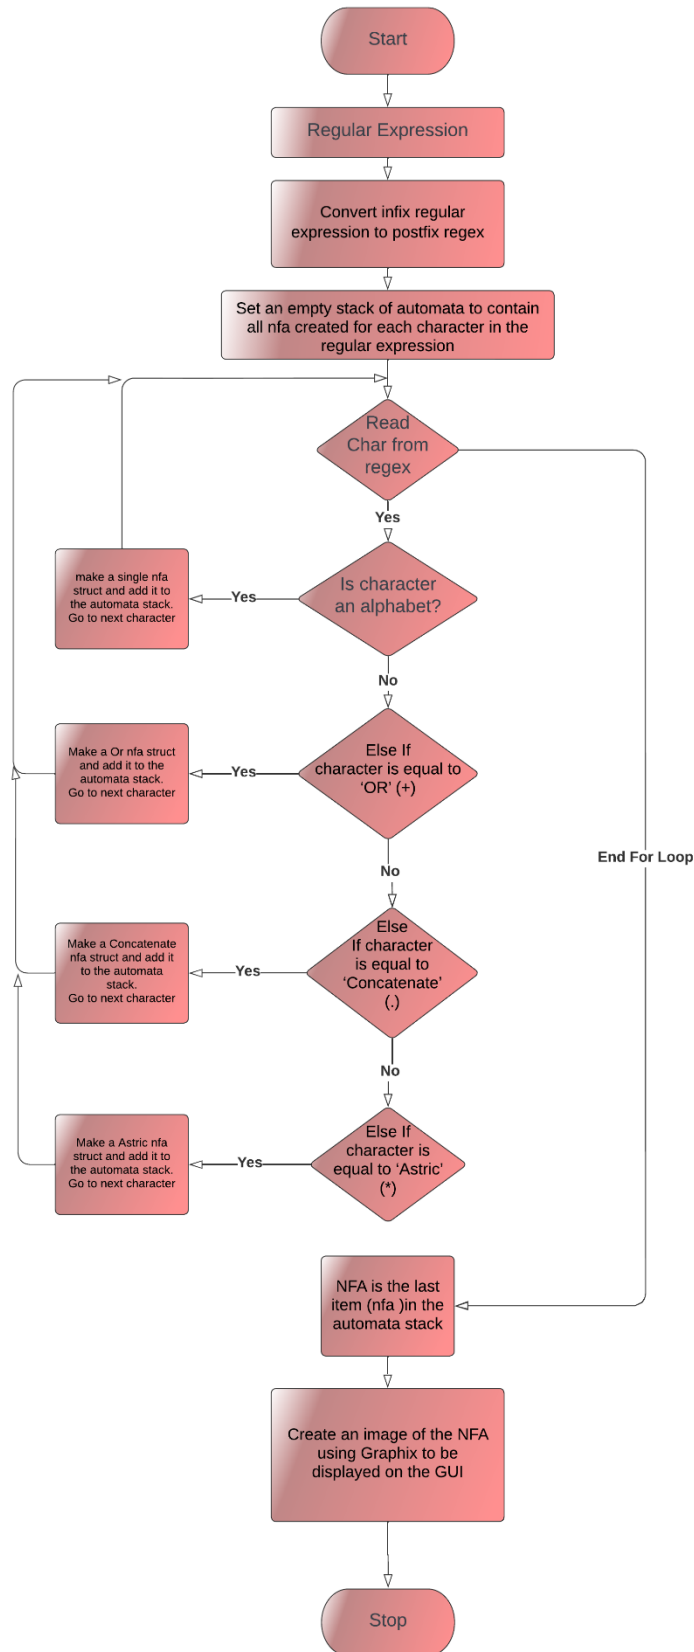 Start
Regular Expression
Convert infix regular
expression to postfix regex
Set an empty stack of automata to contain
all nfa created for each character in the
regular expression
Read
Char from
regex
Yes
Is character
an alphabet?
Yes
make a single nfa
struct and add it to
the automata stack.
Go to next character
No
Else If
character is equal to
‘OR’ (+)
Yes
Make a Or nfa struct
and add it to the
automata stack.
Go to next character
No
End For Loop
Else
If character
is equal to
‘Concatenate’
(.)
Yes
Make a Concatenate
nfa struct and add it
to the automata
stack.
Go to next character
No
Else If
character is
equal to ‘Astric’
(*)
Yes
Make a Astric nfa
struct and add it to
the automata stack.
Go to next character
NFA is the last
item (nfa )in the
automata stack
Create an image of the NFA
using Graphix to be
displayed on the GUI
Stop